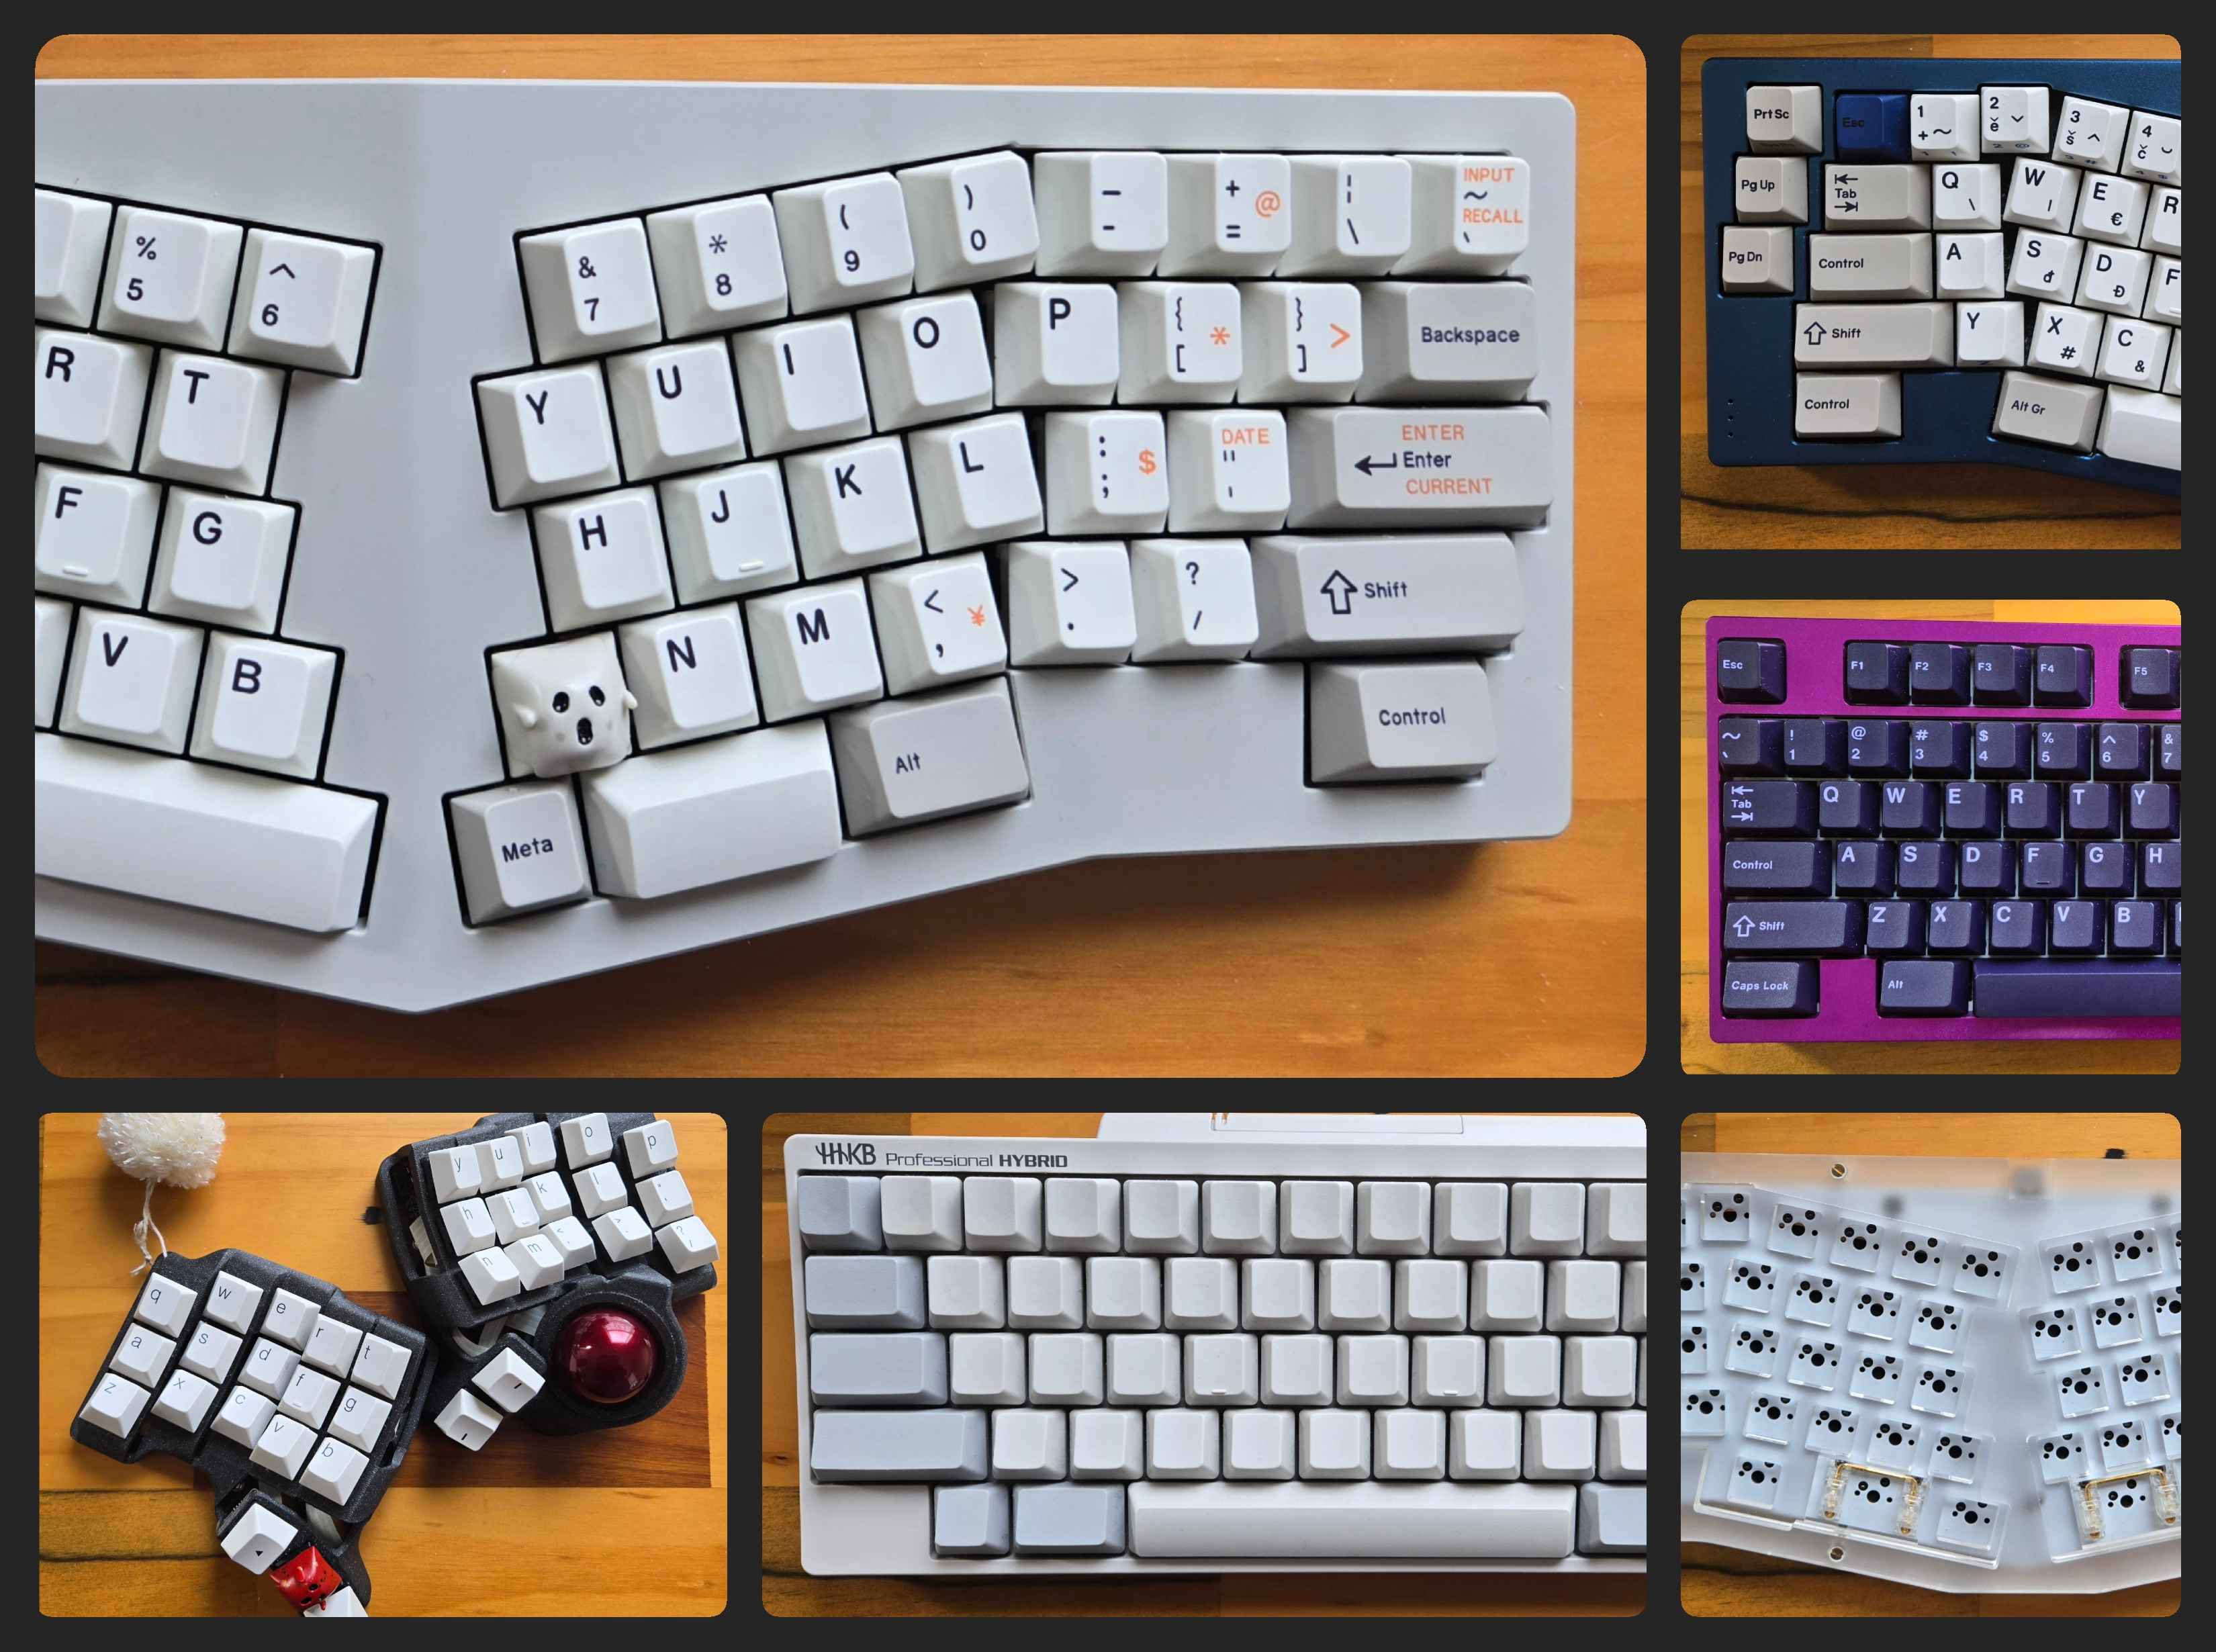 % ^ & * ( ) _ + @ ¦ INPUT ~ RECALL
5 6 7 8 9 0 - = \ `
R T Y U I O P { [ * } ] > Backspace
F G H J K L : ; $ DATE " ' ENTER Enter CURRENT
V B N M < , ¥ > . ? / Shift
Meta Alt Control
Prt Sc Esc 1 + ~ 2 ě ˇ 3 š ^ 4 č ˘
Pg Up Tab Q \ W | E € R
Pg Dn Control A S đ D Đ F
Shift Y X # C &
Control Alt Gr
Esc F1 F2 F3 F4 F5
~ ! @ # $ % ^ &
` 1 2 3 4 5 6 7
Tab Q W E R T Y
Control A S D F G H
Shift Z X C V B
Caps Lock Alt
y u i o p
h j k l
n m < > ?
q w e r t
a s d f g
z x c v b
HHKB Professional HYBRID